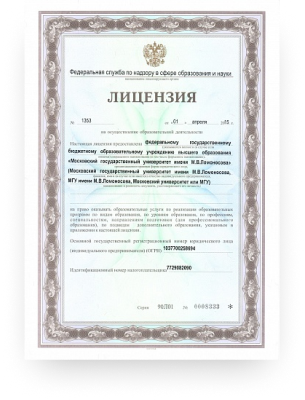 Федеральная служба по надзору в сфере образования и науки
ЛИЦЕНЗИЯ
№ 1353 от «01» апреля 2015 г.
на осуществление образовательной деятельности
Настоящая лицензия предоставлена федеральному государственному
бюджетному образовательному учреждению высшего образования
«Московский государственный университет имени М.В.Ломоносова»
(Московский государственный университет имени М.В.Ломоносова,
МГУ имени М.В.Ломоносова, Московский университет или МГУ)
на право оказывать образовательные услуги по реализации образовательных
программ по видам образования, по уровням образования, по профессиям,
специальностям, направлениям подготовки (для профессионального
образования), по подвидам дополнительного образования, указанным в
приложении к настоящей лицензии
Основной государственный регистрационный номер юридического лица
(индивидуального предпринимателя) (ОГРН) 1037700258694
Идентификационный номер налогоплательщика 7729082090
Серия 90Л01 №